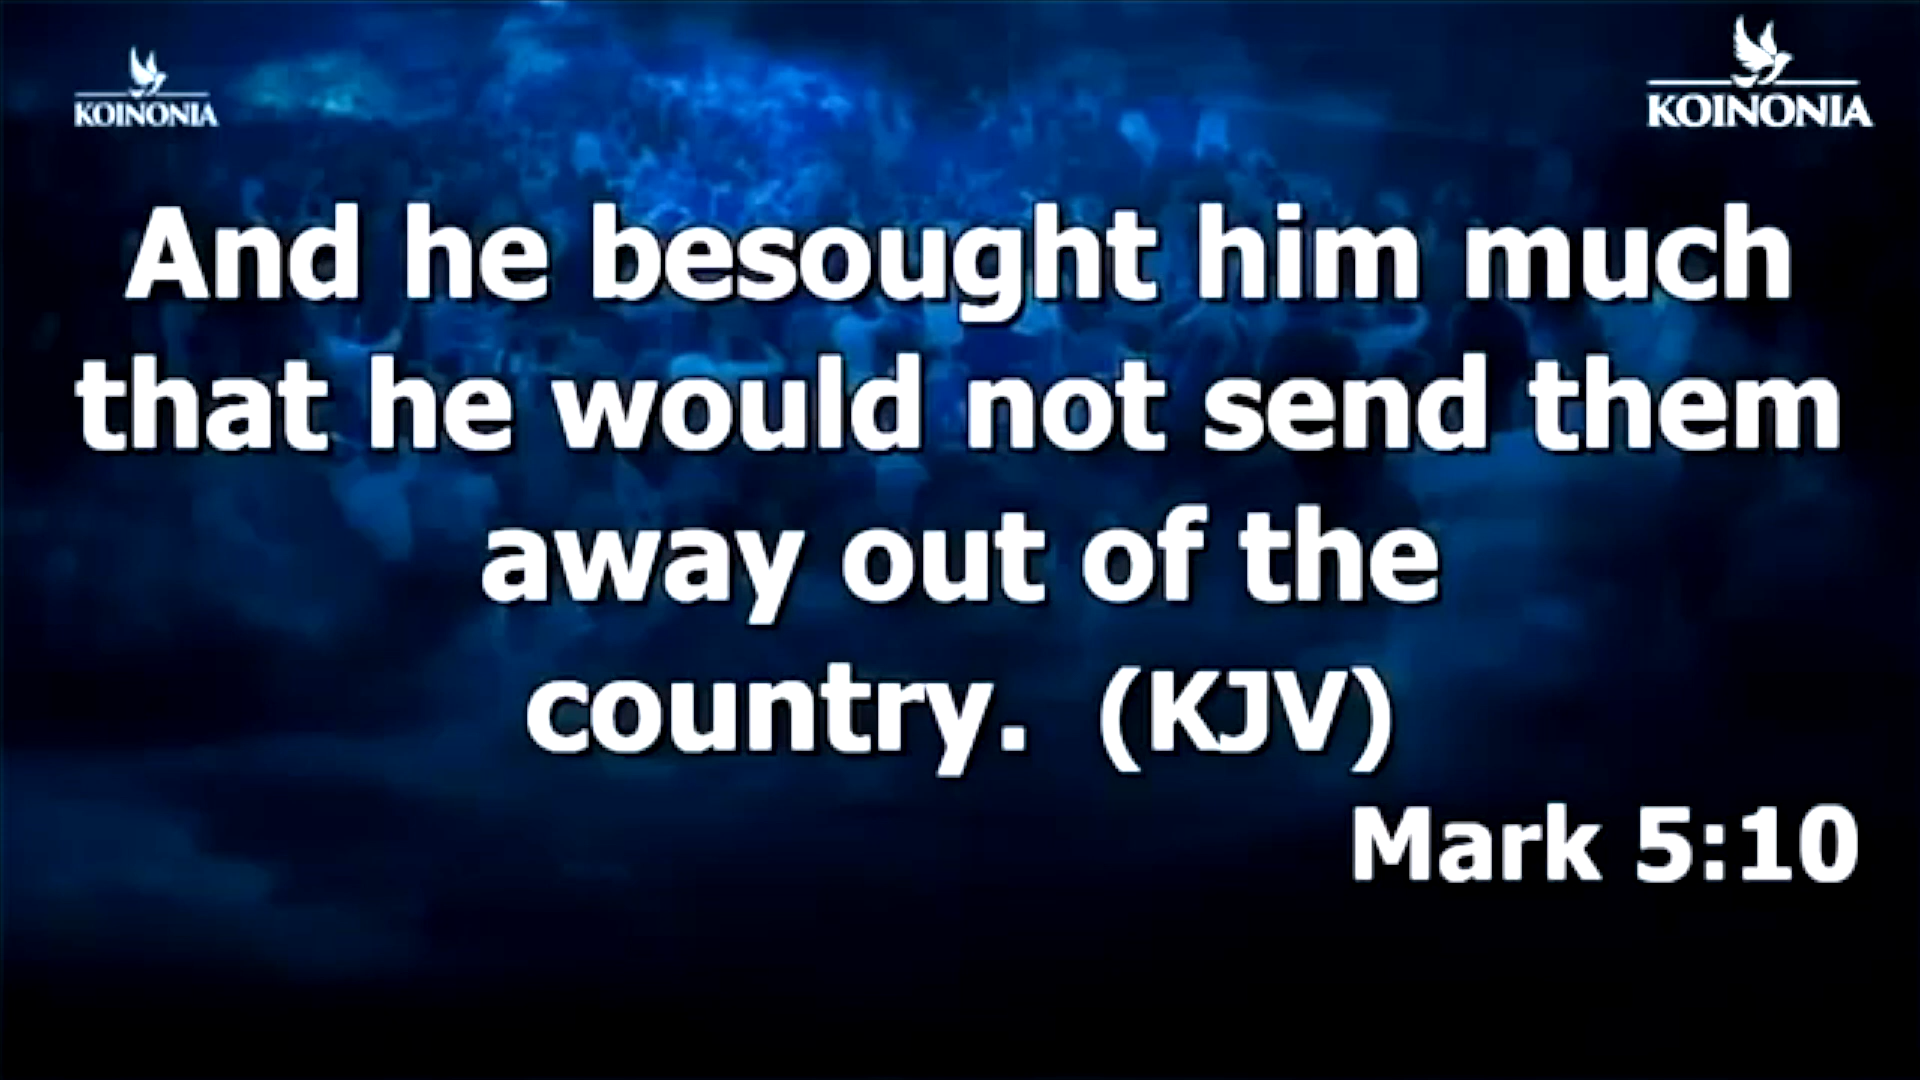 KOINONIA
KOINONIA
And he besought him much
that he would not send them
away out of the
country.  (KJV)
Mark 5:10